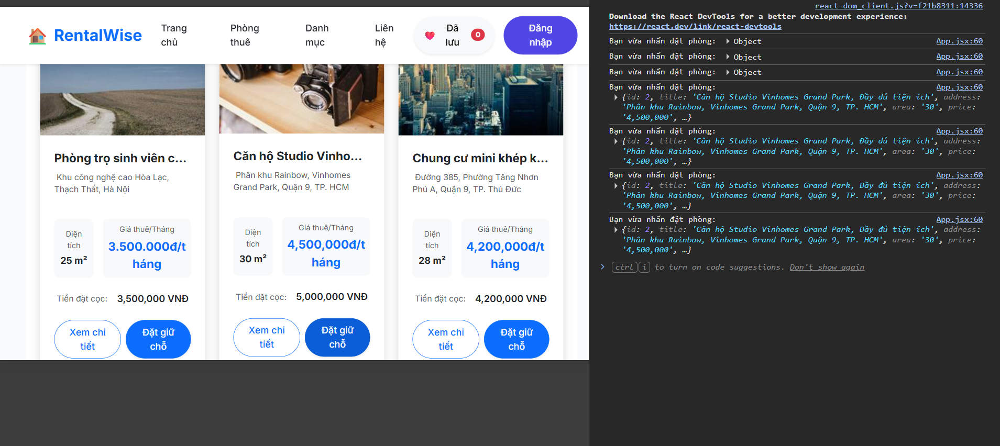 RentalWise
Trang chủ
Phòng thuê
Danh mục
Liên hệ
Đã lưu
0
Đăng nhập
Phòng trọ sinh viên c...
Khu công nghệ cao Hòa Lạc,
Thạch Thất, Hà Nội
Diện
tích
25 m²
Giá thuê/Tháng
3.500.000đ/t
háng
Tiền đặt cọc: 3,500,000 VNĐ
Xem chi
tiết
Đặt giữ
chỗ
Căn hộ Studio Vinho...
Phân khu Rainbow, Vinhomes
Grand Park, Quận 9, TP. HCM
Diện
tích
30 m²
Giá thuê/Tháng
4,500,000đ/t
háng
Tiền đặt cọc: 5,000,000 VNĐ
Xem chi
tiết
Đặt giữ
chỗ
Chung cư mini khép k...
Đường 385, Phường Tăng Nhơn
Phú A, Quận 9, TP. Thủ Đức
Diện
tích
28 m²
Giá thuê/Tháng
4,200,000đ/t
háng
Tiền đặt cọc: 4,200,000 VNĐ
Xem chi
tiết
Đặt giữ
chỗ
react-dom_client.js?v=f21b8311:14336
Download the React DevTools for a better development experience:
https://react.dev/link/react-devtools
Bạn vừa nhấn đặt phòng: Object App.jsx:60
Bạn vừa nhấn đặt phòng: Object App.jsx:60
Bạn vừa nhấn đặt phòng: Object App.jsx:60
Bạn vừa nhấn đặt phòng: App.jsx:60
{id: 2, title: 'Căn hộ Studio Vinhomes Grand Park, Đầy đủ tiện ích', address:
'Phân khu Rainbow, Vinhomes Grand Park, Quận 9, TP. HCM', area: '30', price:
'4,500,000', …}
Bạn vừa nhấn đặt phòng: App.jsx:60
{id: 2, title: 'Căn hộ Studio Vinhomes Grand Park, Đầy đủ tiện ích', address:
'Phân khu Rainbow, Vinhomes Grand Park, Quận 9, TP. HCM', area: '30', price:
'4,500,000', …}
Bạn vừa nhấn đặt phòng: App.jsx:60
{id: 2, title: 'Căn hộ Studio Vinhomes Grand Park, Đầy đủ tiện ích', address:
'Phân khu Rainbow, Vinhomes Grand Park, Quận 9, TP. HCM', area: '30', price:
'4,500,000', …}
Bạn vừa nhấn đặt phòng: App.jsx:60
{id: 2, title: 'Căn hộ Studio Vinhomes Grand Park, Đầy đủ tiện ích', address:
'Phân khu Rainbow, Vinhomes Grand Park, Quận 9, TP. HCM', area: '30', price:
'4,500,000', …}
ctrl i to turn on code suggestions. Don't show again